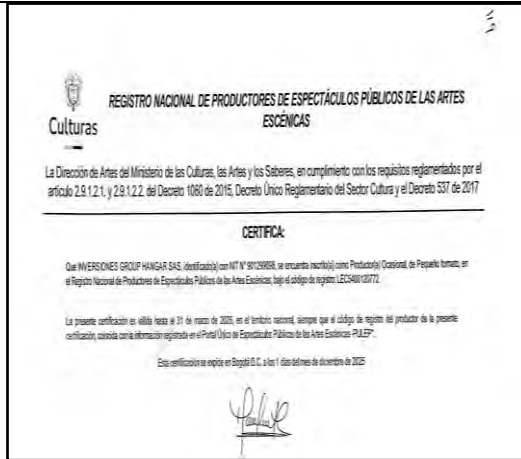 Culturas
REGISTRO NACIONAL DE PRODUCTORES DE ESPECTÁCULOS PÚBLICOS DE LAS ARTES
ESCÉNICAS
La Dirección de Artes del Ministerio de las Culturas, las Artes y los Saberes, en cumplimiento con los requisitos reglamentados por el
artículo 2.9.1.2.1. y 2.9.1.2.2. del Decreto 1080 de 2015, Decreto Único Reglamentario del Sector Cultura y el Decreto 537 de 2017
CERTIFICA:
Que INVERSIONES GROUP HANGAR SAS, identificado(a) con NIT N° se encuentra inscrito(a) como Productor(a) Ocasional, de Pequeño formato, en
el Registro Nacional de Productores de Espectáculos Públicos de las Artes Escénicas, bajo el código de registro:
La presente certificación es válida hasta el 31 de marzo de en el territorio nacional, siempre que el código de registro del productor de la presente
certificación, coincida con la información registrada en el Portal Único de Espectáculos Públicos de las Artes Escénicas -PULEP".
Esta certificación se expide en Bogotá D.C. a los 1 días del mes de diciembre de 2025